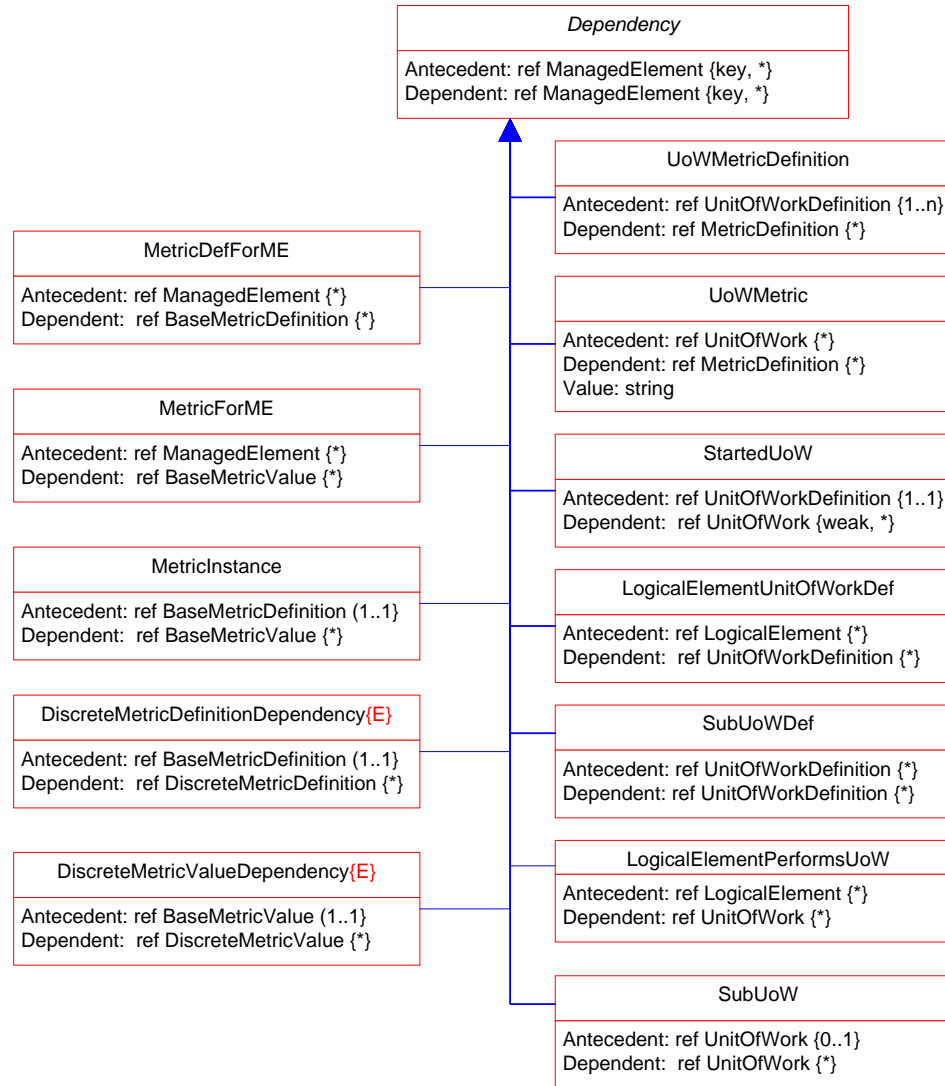 Dependency
Antecedent: ref ManagedElement {key, *}
Dependent: ref ManagedElement {key, *}
MetricDefForME
Antecedent: ref ManagedElement {*}
Dependent: ref BaseMetricDefinition {*}
MetricForME
Antecedent: ref ManagedElement {*}
Dependent: ref BaseMetricValue {*}
MetricInstance
Antecedent: ref BaseMetricDefinition (1..1}
Dependent: ref BaseMetricValue {*}
DiscreteMetricDefinitionDependency{E}
Antecedent: ref BaseMetricDefinition (1..1}
Dependent: ref DiscreteMetricDefinition {*}
DiscreteMetricValueDependency{E}
Antecedent: ref BaseMetricValue (1..1}
Dependent: ref DiscreteMetricValue {*}
UoWMetricDefinition
Antecedent: ref UnitOfWorkDefinition {1..n}
Dependent: ref MetricDefinition {*}
UoWMetric
Antecedent: ref UnitOfWork {*}
Dependent: ref MetricDefinition {*}
Value: string
StartedUoW
Antecedent: ref UnitOfWorkDefinition {1..1}
Dependent: ref UnitOfWork {weak, *}
LogicalElementUnitOfWorkDef
Antecedent: ref LogicalElement {*}
Dependent: ref UnitOfWorkDefinition {*}
SubUoWDef
Antecedent: ref UnitOfWorkDefinition {*}
Dependent: ref UnitOfWorkDefinition {*}
LogicalElementPerformsUoW
Antecedent: ref LogicalElement {*}
Dependent: ref UnitOfWork {*}
SubUoW
Antecedent: ref UnitOfWork {0..1}
Dependent: ref UnitOfWork {*}